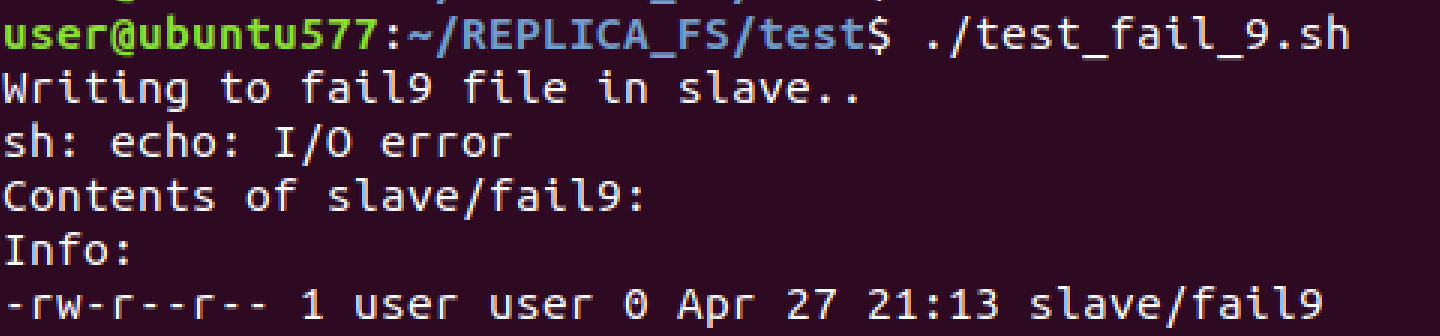 user@ubuntu577:~/REPLICA_FS/test$ ./test_fail_9.sh
Writing to fail9 file in slave..
sh: echo: I/O error
Contents of slave/fail9:
Info:
-rw-r--r-- 1 user user 0 Apr 27 21:13 slave/fail9